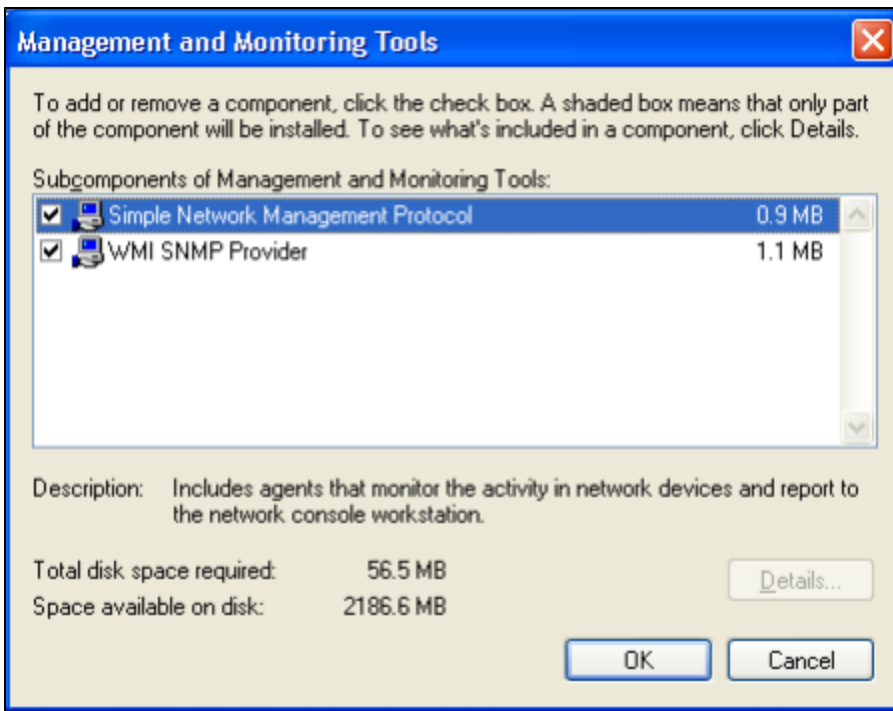 Management and Monitoring Tools
To add or remove a component, click the check box. A shaded box means that only part
of the component will be installed. To see what's included in a component, click Details.
Subcomponents of Management and Monitoring Tools:
Simple Network Management Protocol 0.9 MB
WMI SNMP Provider 1.1 MB
Description: Includes agents that monitor the activity in network devices and report to
the network console workstation.
Total disk space required: 56.5 MB
Space available on disk: 2186.6 MB
Details...
OK Cancel